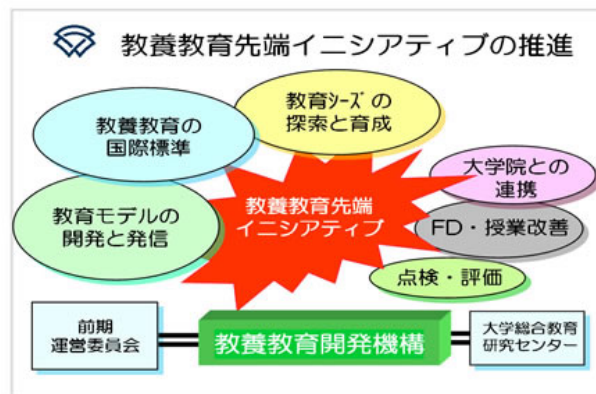 教養教育先端イニシアティブの推進
教育シーズの
探索と育成
教養教育の
国際標準
大学院との
連携
教養教育先端
イニシアティブ
教育モデルの
開発と発信
FD・授業改善
点検・評価
前期
運営委員会
教養教育開発機構
大学総合教育
研究センター